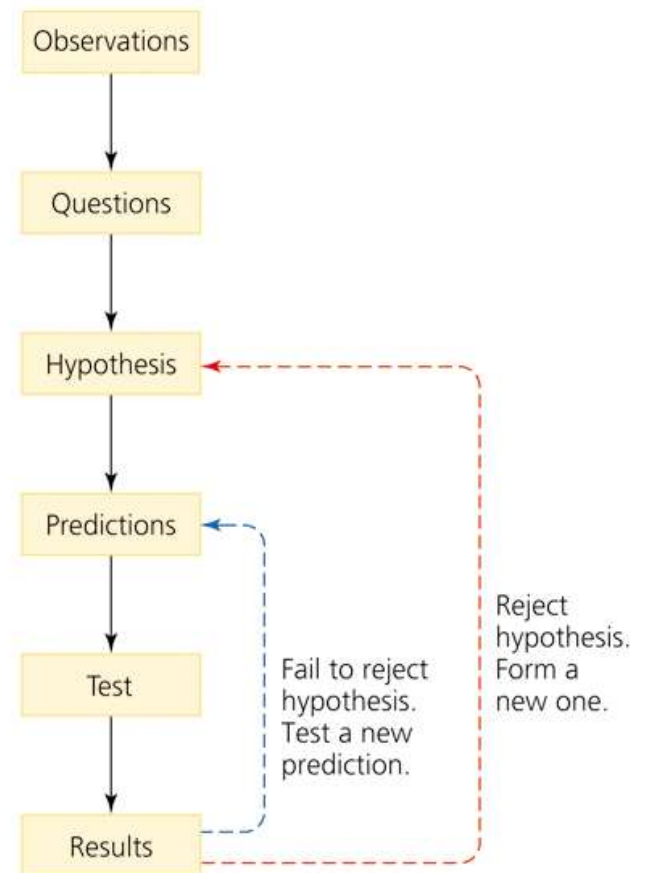 Observations
Questions
Hypothesis
Predictions
Test
Results
Fail to reject
hypothesis.
Test a new
prediction.
Reject
hypothesis.
Form a
new one.